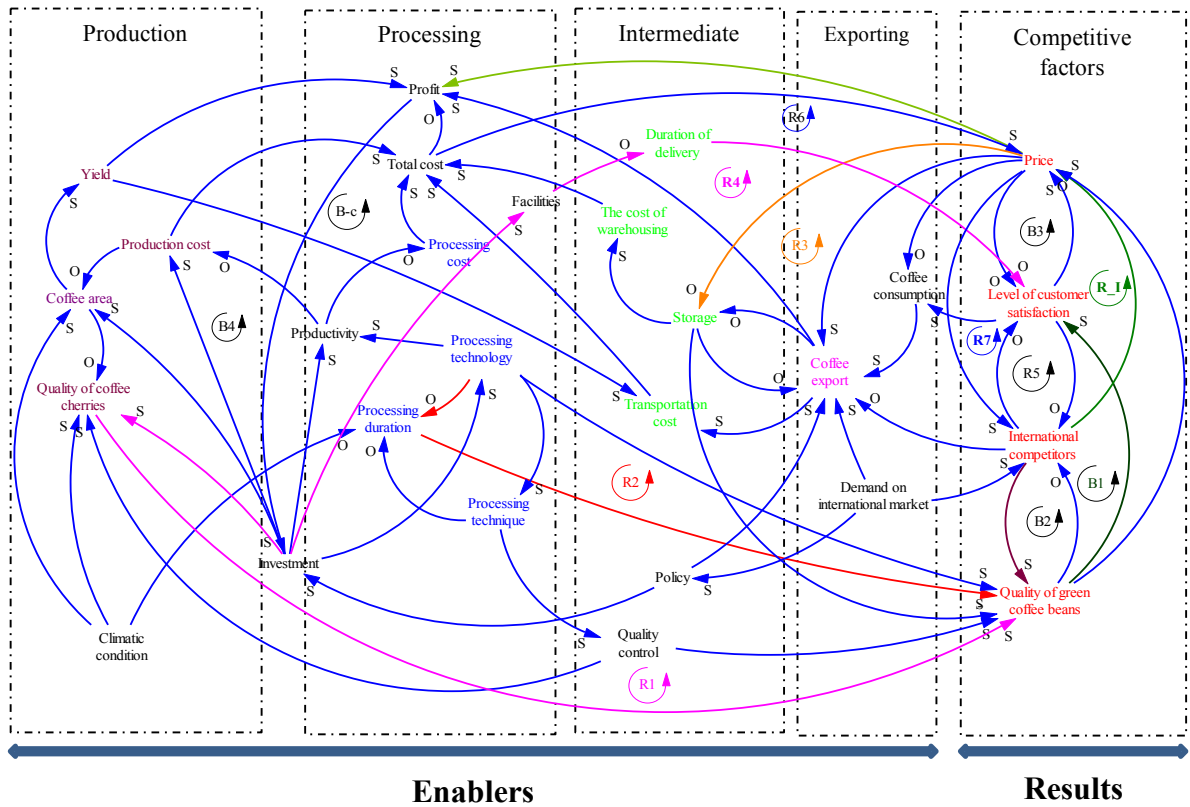 Production
Processing
Intermediate
Exporting
Competitive
factors
S
S
Profit
S
S
O
R6
S
Duration of
delivery
O
S
Total cost
S
S
S
S
Price
S
S
O
Yield
S
R4
B-c
Facilities
S
The cost of
warehousing
S
Production cost
S
O
Processing
cost
O
R3
B3
O
Coffee
consumption
S
O
O
Level of customer
satisfaction
R_I
O
Coffee area
S
S
B4
Productivity
S
Processing
technology
S
O
Storage
O
S
R7
S
S
O
Quality of coffee
cherries
S
S
S
O
Processing
duration
O
O
O
Coffee
export
S
O
S
R5
S
Transportation
cost
S
S
S
O
International
competitors
S
O
R2
Demand on
international market
B1
B2
S
Processing
technique
S
S
Investment
S
Policy
S
S
S
S
Quality of green
coffee beans
S
S
Climatic
condition
S
Quality
control
R1
Enablers
Results